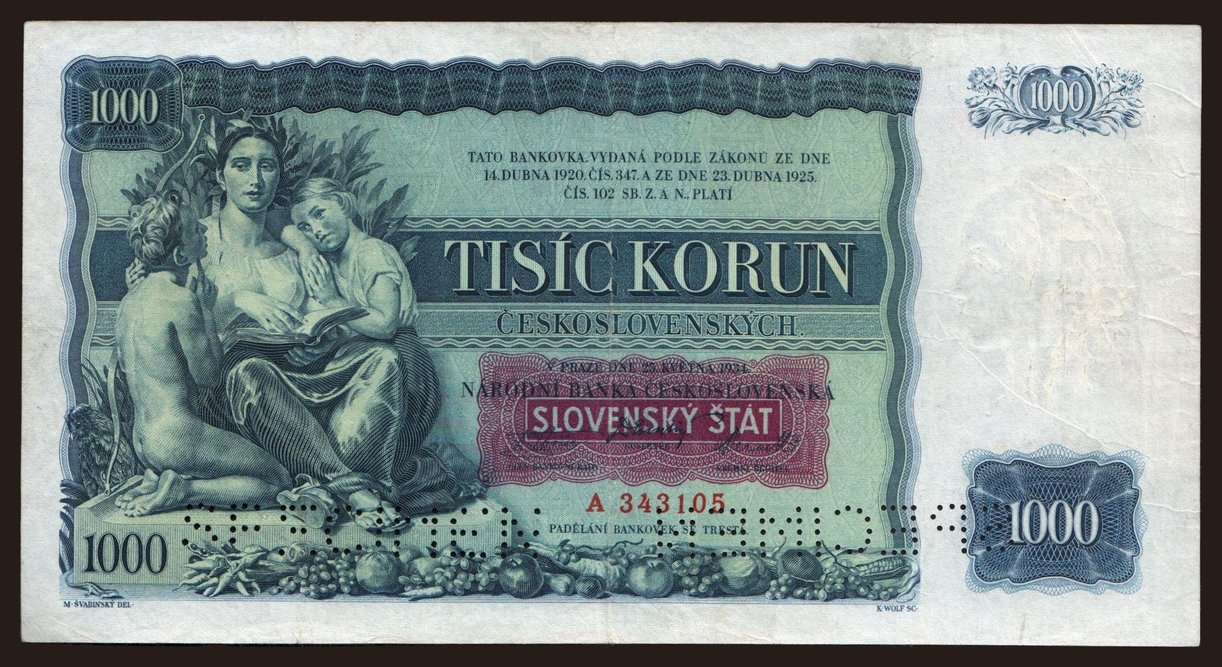 1000
1000
TATO BANKOVKA, VYDANÁ PODLE ZÁKONŮ ZE DNE
14. DUBNA 1920, ČÍS. 347. A ZE DNE 23. DUBNA 1925.
ČÍS. 102 SB. Z. A N., PLATÍ
TISÍC KORUN
ČESKOSLOVENSKÝCH.
V PRAZE DNE 25. KVĚTNA 1934.
NÁRODNÍ BANKA ČESKOSLOVENSKÁ
SLOVENSKÝ ŠTÁT
A 343105
SPECIMEN SPECIMEN
PADĚLÁNÍ BANKOVEK SE TRESTÁ
1000
1000
M. ŠVABINSKÝ DEL.
K. WOLF SC.